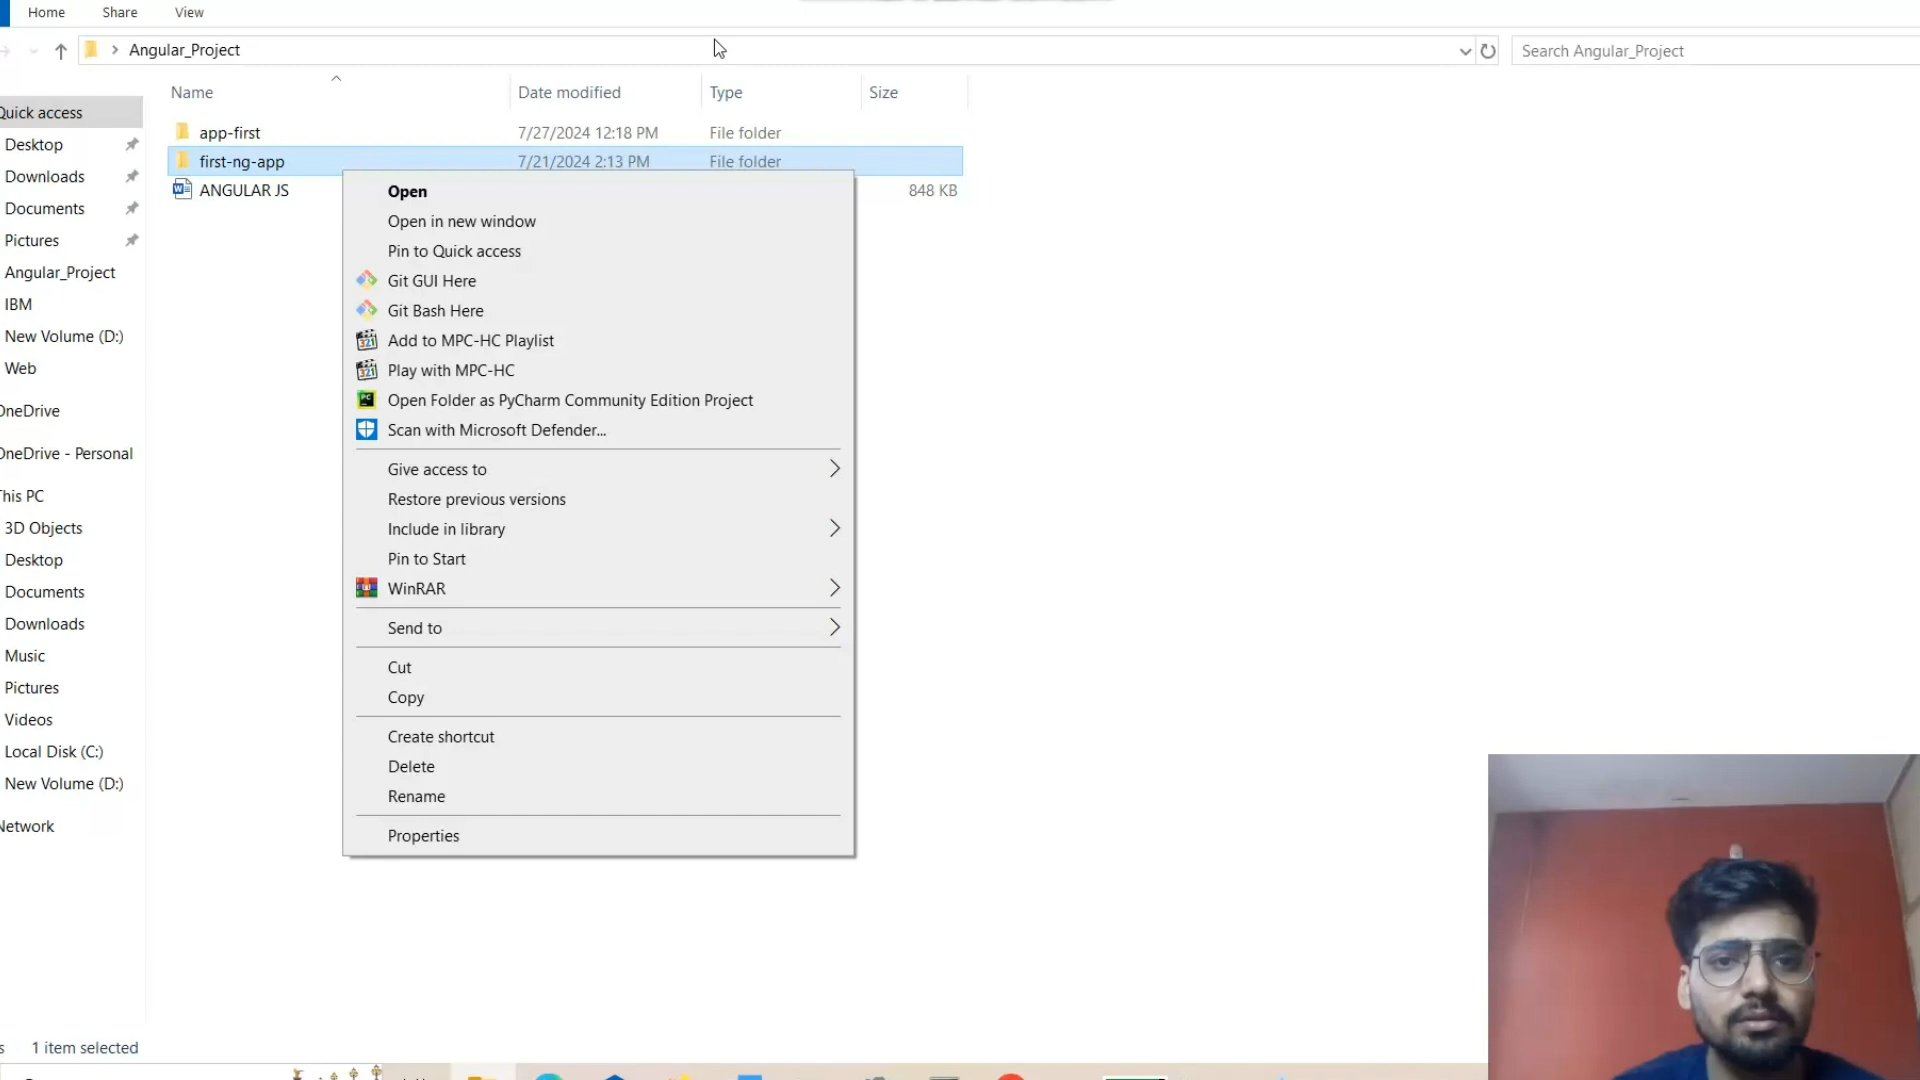 Home Share View
Angular_Project
Search Angular_Project
Name Date modified Type Size
Quick access
app-first 7/27/2024 12:18 PM File folder
Desktop
first-ng-app 7/21/2024 2:13 PM File folder
Downloads
ANGULAR JS 848 KB
Documents
Pictures
Angular_Project
IBM
New Volume (D:)
Web
OneDrive
OneDrive - Personal
This PC
3D Objects
Desktop
Documents
Downloads
Music
Pictures
Videos
Local Disk (C:)
New Volume (D:)
Network
Open
Open in new window
Pin to Quick access
Git GUI Here
Git Bash Here
Add to MPC-HC Playlist
Play with MPC-HC
Open Folder as PyCharm Community Edition Project
Scan with Microsoft Defender...
Give access to
Restore previous versions
Include in library
Pin to Start
WinRAR
Send to
Cut
Copy
Create shortcut
Delete
Rename
Properties
s 1 item selected